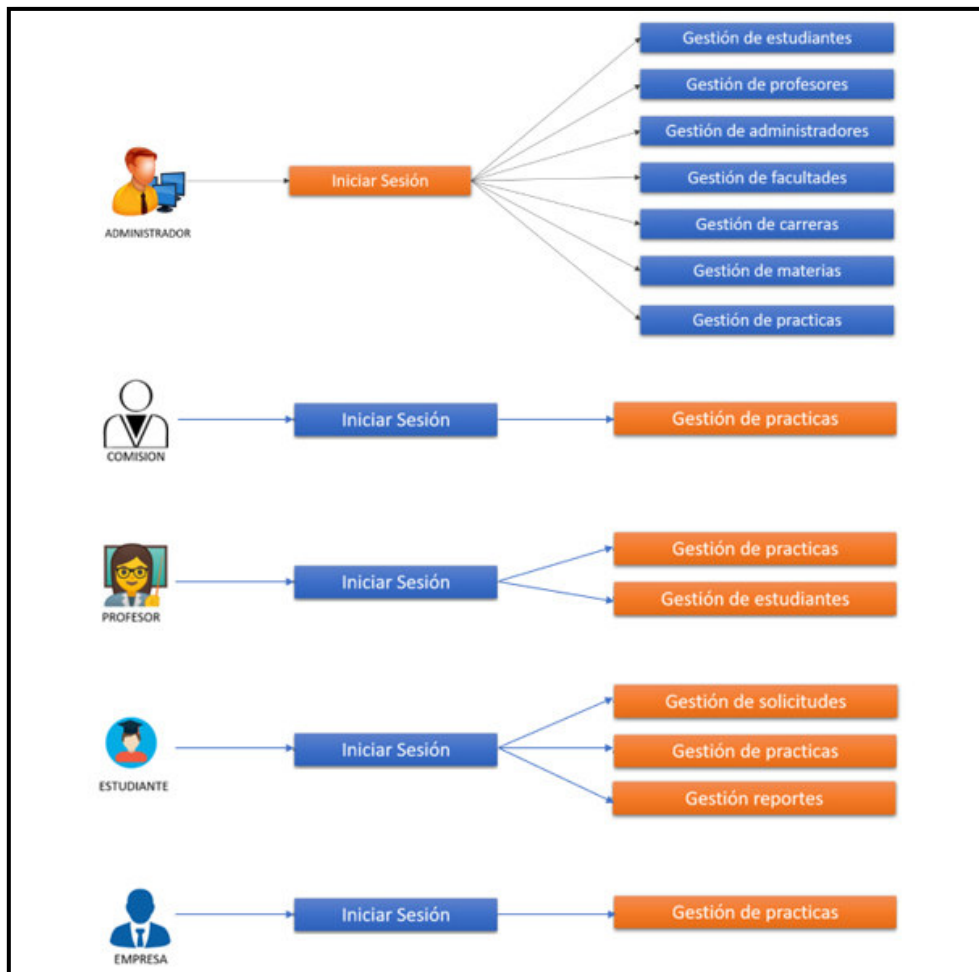 Gestión de estudiantes
Gestión de profesores
Gestión de administradores
Iniciar Sesión
Gestión de facultades
ADMINISTRADOR
Gestión de carreras
Gestión de materias
Gestión de practicas
Iniciar Sesión
Gestión de practicas
COMISION
Gestión de practicas
Iniciar Sesión
Gestión de estudiantes
PROFESOR
Gestión de solicitudes
Iniciar Sesión
Gestión de practicas
ESTUDIANTE
Gestión reportes
Iniciar Sesión
Gestión de practicas
EMPRESA